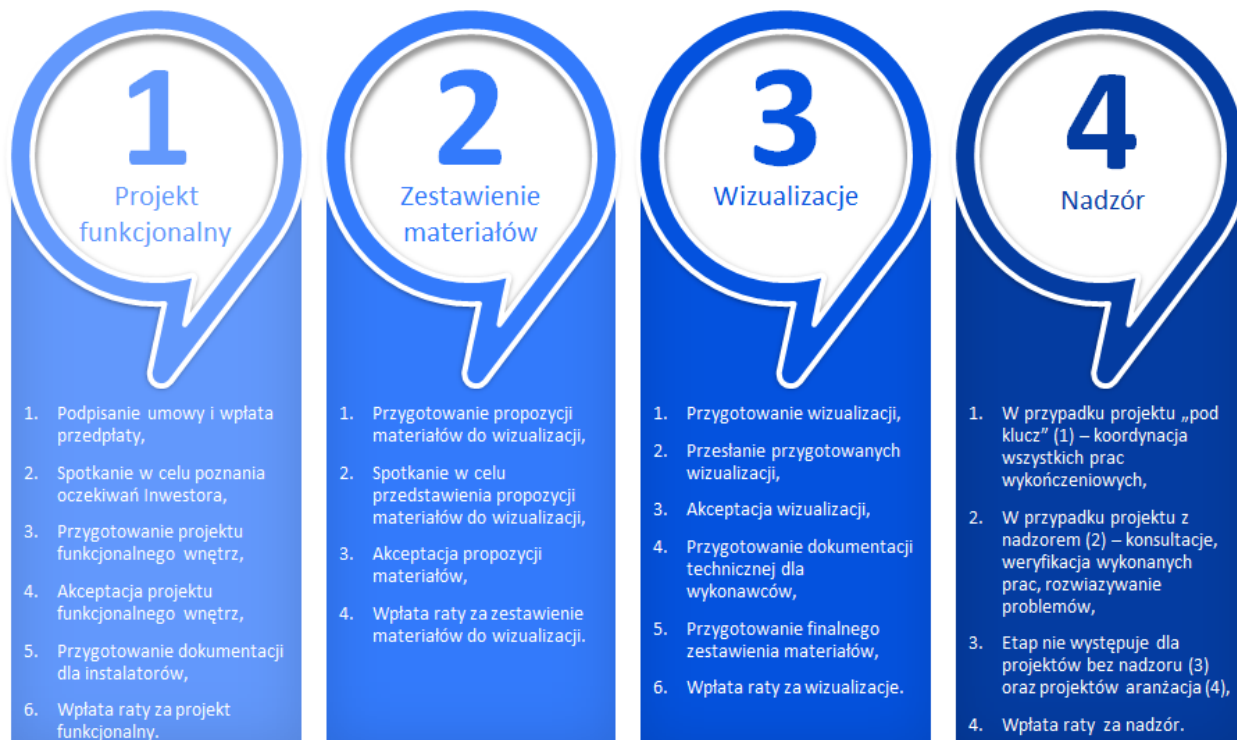 1
Projekt
funkcjonalny
1. Podpisanie umowy i wpłata
przedpłaty,
2. Spotkanie w celu poznania
oczekiwań Inwestora,
3. Przygotowanie projektu
funkcjonalnego wnętrz,
4. Akceptacja projektu
funkcjonalnego wnętrz,
5. Przygotowanie dokumentacji
dla instalatorów,
6. Wpłata raty za projekt
funkcjonalny.
2
Zestawienie
materiałów
1. Przygotowanie propozycji
materiałów do wizualizacji,
2. Spotkanie w celu
przedstawienia propozycji
materiałów do wizualizacji,
3. Akceptacja propozycji
materiałów,
4. Wpłata raty za zestawienie
materiałów do wizualizacji.
3
Wizualizacje
1. Przygotowanie wizualizacji,
2. Przesłanie przygotowanych
wizualizacji,
3. Akceptacja wizualizacji,
4. Przygotowanie dokumentacji
technicznej dla
wykonawców,
5. Przygotowanie finalnego
zestawienia materiałów,
6. Wpłata raty za wizualizacje.
4
Nadzór
1. W przypadku projektu „pod
klucz” (1) – koordynacja
wszystkich prac
wykończeniowych,
2. W przypadku projektu z
nadzorem (2) – konsultacje,
weryfikacja wykonanych
prac, rozwiazywanie
problemów,
3. Etap nie występuje dla
projektów bez nadzoru (3)
oraz projektów aranżacja (4),
4. Wpłata raty za nadzór.